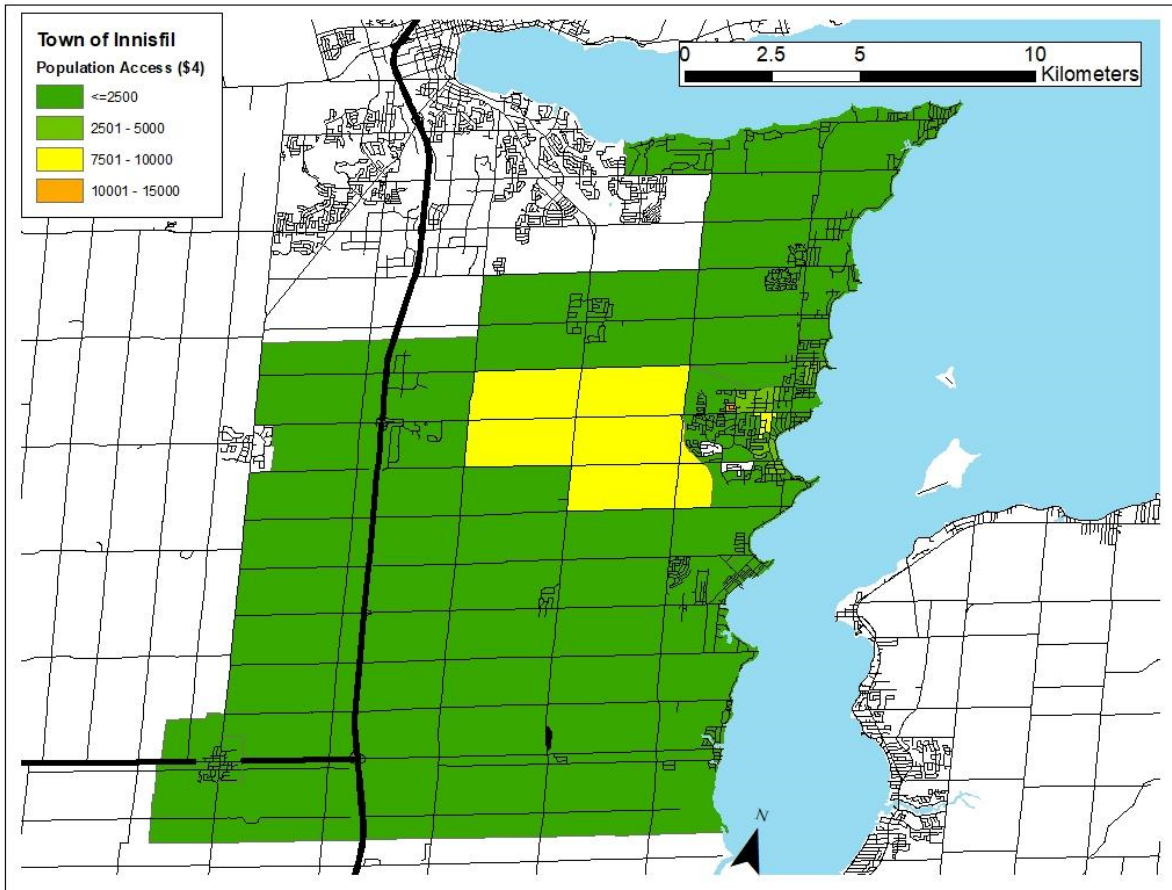 Town of Innisfil
Population Access ($4)
<=2500
2501 - 5000
7501 - 10000
10001 - 15000
0 2.5 5 10
Kilometers
N